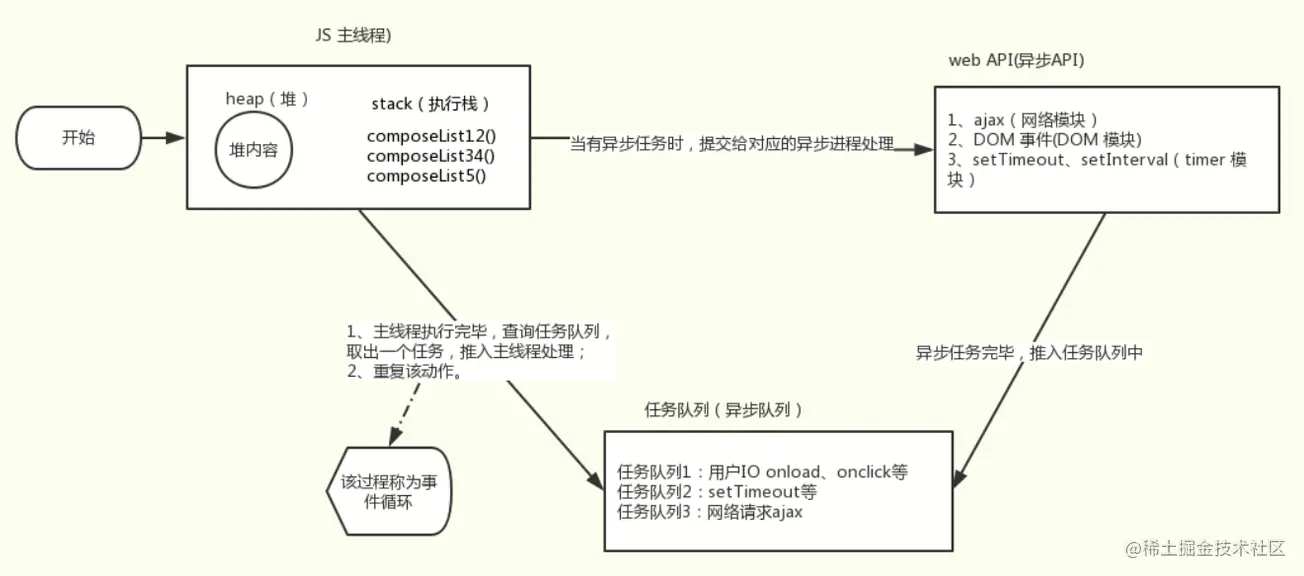 JS 主线程)
web API(异步API)
开始
heap（堆）
堆内容
stack（执行栈）
composeList12()
composeList34()
composeList5()
当有异步任务时，提交给对应的异步进程处理
1、ajax（网络模块）
2、DOM 事件(DOM 模块)
3、setTimeout、setInterval（timer 模
块）
1、主线程执行完毕，查询任务队列，
取出一个任务，推入主线程处理；
2、重复该动作。
异步任务完毕，推入任务队列中
任务队列（异步队列）
该过程称为事
件循环
任务队列1：用户IO onload、onclick等
任务队列2：setTimeout等
任务队列3：网络请求ajax
@稀土掘金技术社区